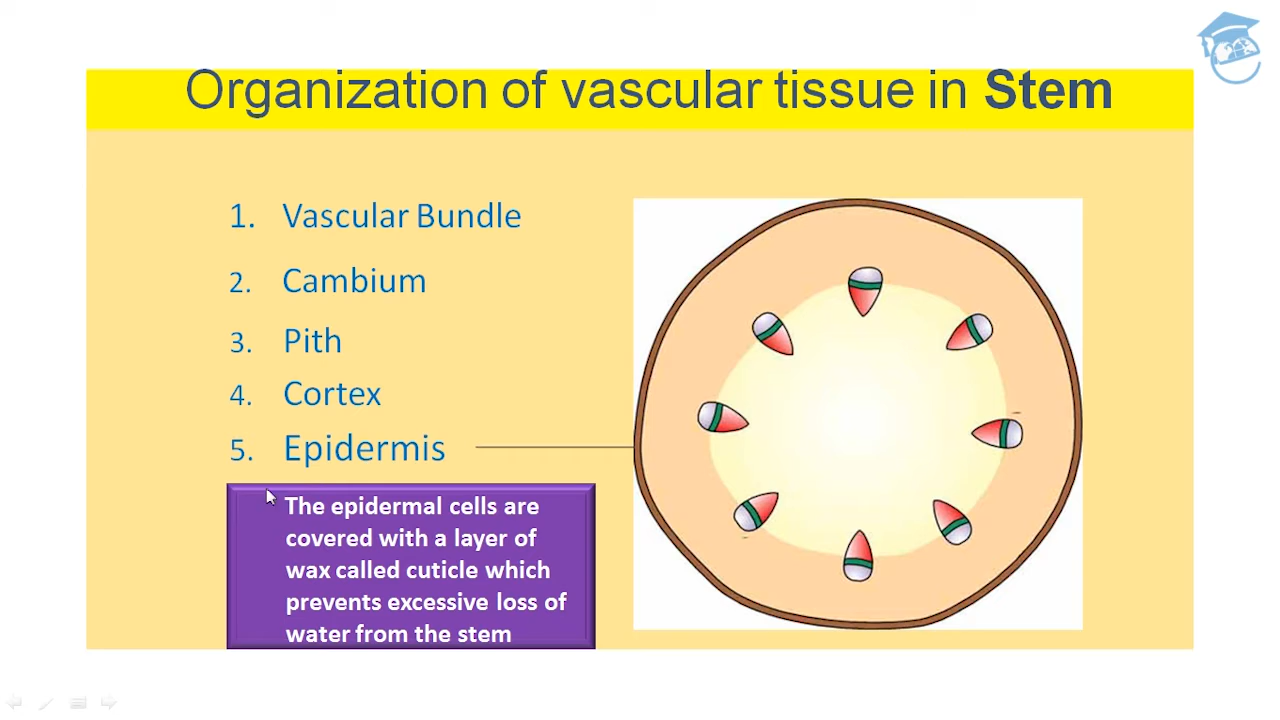 Organization of vascular tissue in Stem
1. Vascular Bundle
2. Cambium
3. Pith
4. Cortex
5. Epidermis
The epidermal cells are
covered with a layer of
wax called cuticle which
prevents excessive loss of
water from the stem